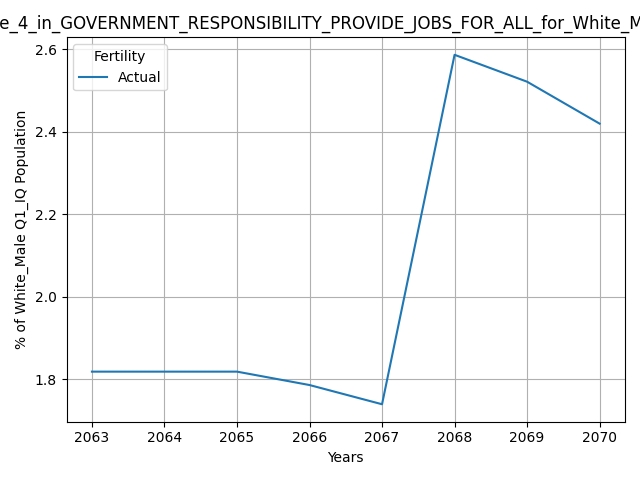 e_4_in_GOVERNMENT_RESPONSIBILITY_PROVIDE_JOBS_FOR_ALL_for_White_M
Fertility
Actual
% of White_Male Q1_IQ Population
2.6
2.4
2.2
2.0
1.8
2063 2064 2065 2066 2067 2068 2069 2070
Years